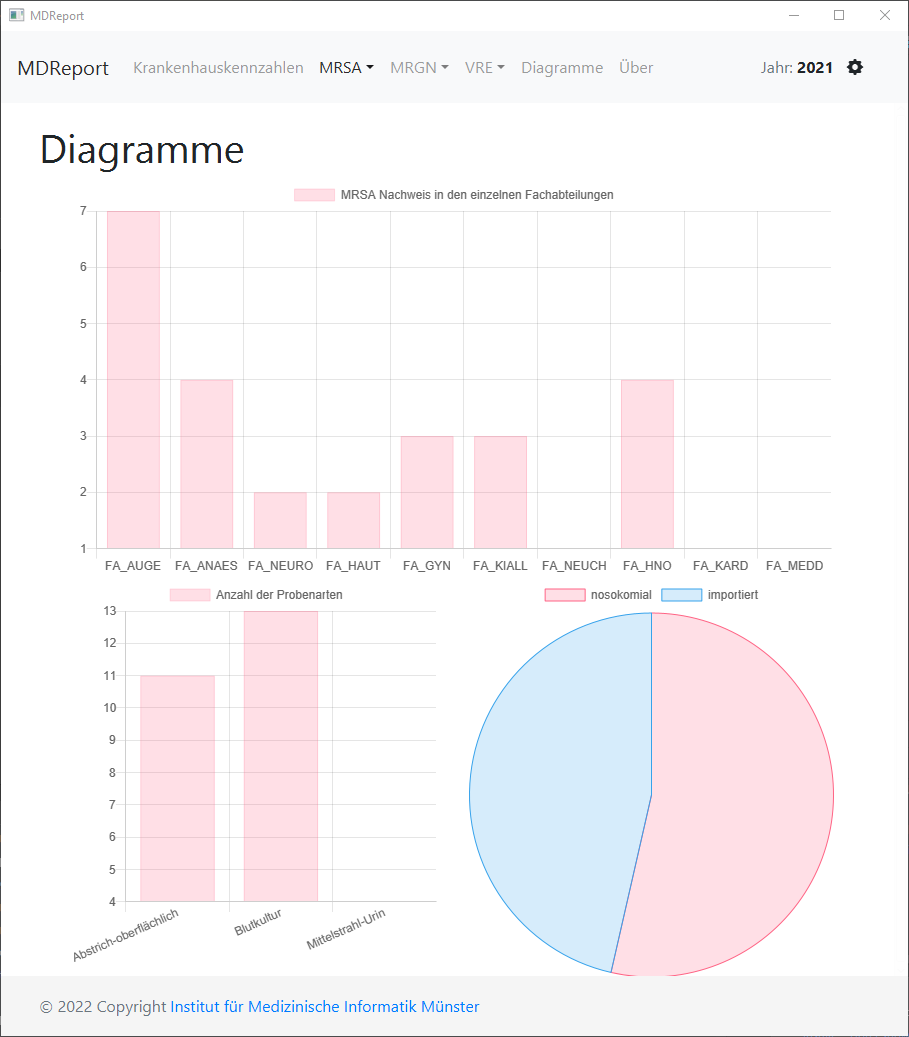 MDReport
MDReport Krankenhauskennzahlen MRSA MRGN VRE Diagramme Über Jahr: 2021
Diagramme
MRSA Nachweis in den einzelnen Fachabteilungen
7
6
5
4
3
2
1
FA_AUGE FA_ANAES FA_NEURO FA_HAUT FA_GYN FA_KIALL FA_NEUCH FA_HNO FA_KARD FA_MEDD
Anzahl der Probenarten
13
12
11
10
9
8
7
6
5
4
Abstrich-oberflächlich Blutkultur Mittelstrahl-Urin
nosokomial importiert
© 2022 Copyright Institut für Medizinische Informatik Münster